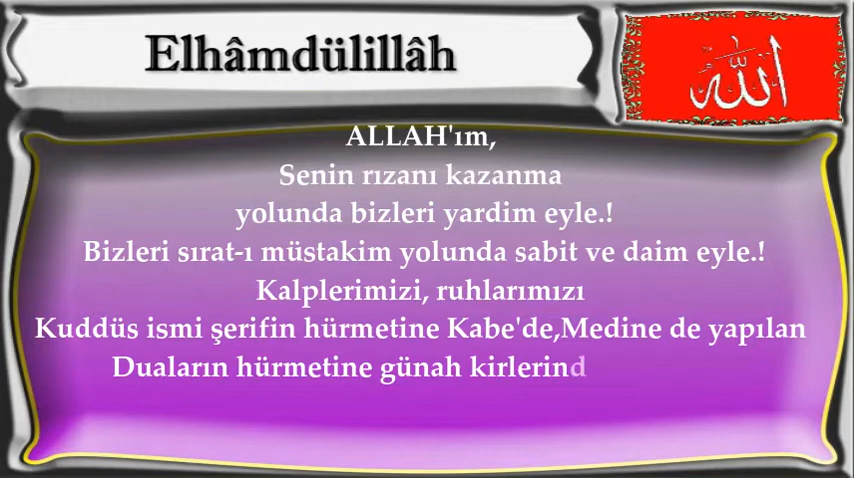 Elhâmdülillâh
الله
ALLAH'ım,
Senin rızanı kazanma
yolunda bizleri yardim eyle.!
Bizleri sırat-ı müstakim yolunda sabit ve daim eyle.!
Kalplerimizi, ruhlarımızı
Kuddüs ismi şerifin hürmetine Kabe'de,Medine de yapılan
Duaların hürmetine günah kirlerind